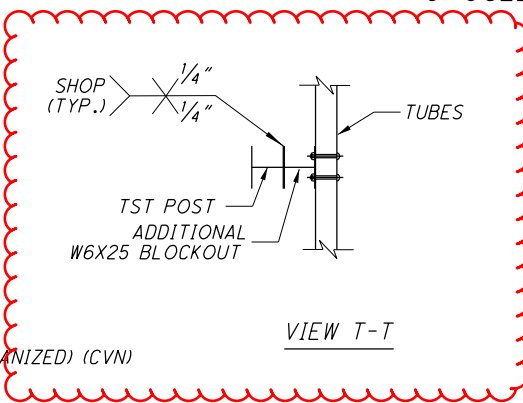 SHOP
(TYP.)
1/4"
1/4"
TUBES
TST POST
ADDITIONAL
W6X25 BLOCKOUT
VIEW T-T
ANIZED) (CVN)